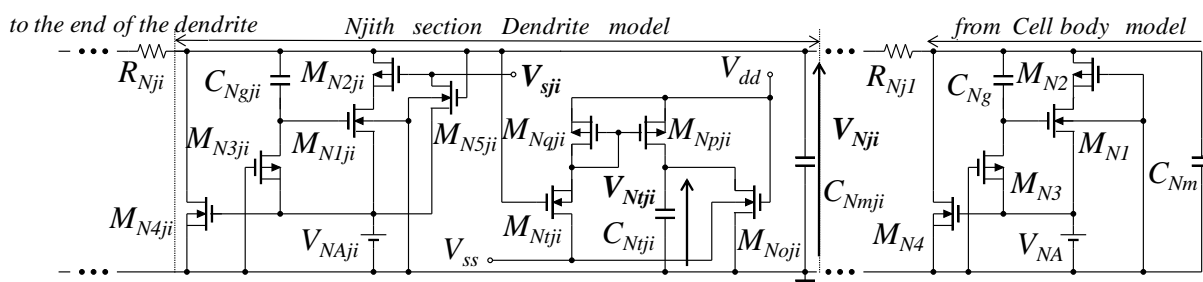 to the end of the dendrite Njith section Dendrite model from Cell body model
R_Nji C_Ngji M_N2ji V_sji V_dd R_Nj1 C_Ng M_N2
M_N3ji M_N1ji M_N5ji M_Nqji M_Npji V_Nji M_N1
M_N4ji V_NAji M_Ntji V_Ntji C_Ntji M_Noji C_Nmji M_N4 M_N3 V_NA C_Nm
V_ss